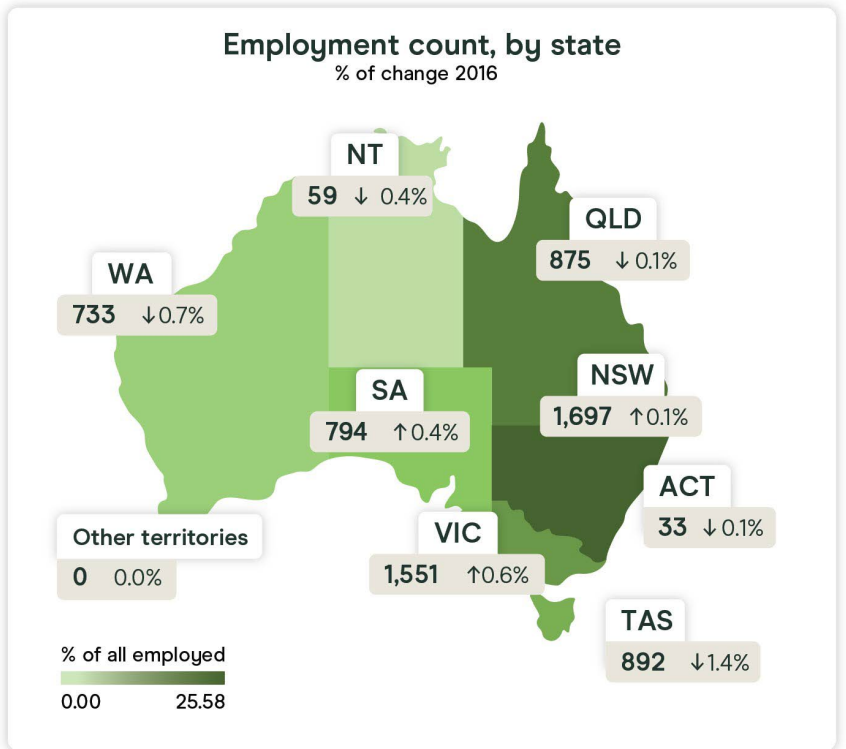 Employment count, by state
% of change 2016
NT
59 ↓ 0.4%
QLD
875 ↓ 0.1%
WA
733 ↓0.7%
NSW
1,697 ↑0.1%
SA
794 ↑0.4%
ACT
33 ↓0.1%
Other territories
0 0.0%
VIC
1,551 ↑0.6%
TAS
892 ↓1.4%
% of all employed
0.00 25.58